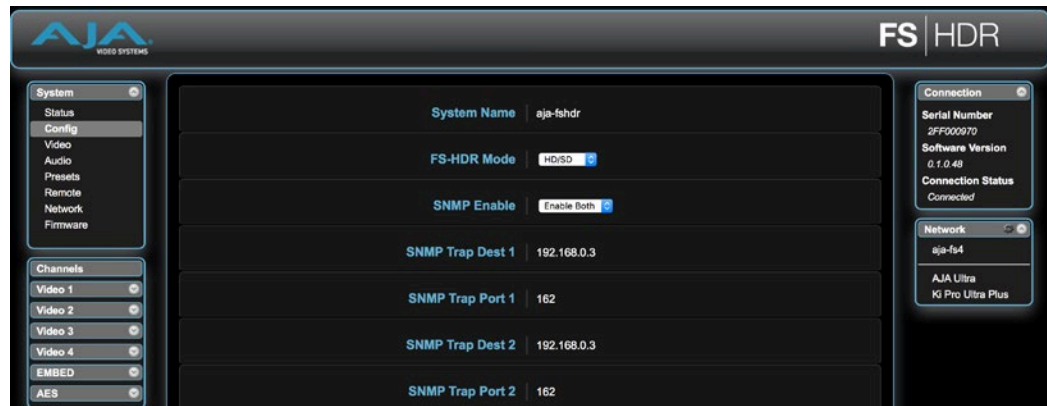 AJA
VIDEO SYSTEMS
FS HDR
System
Status
Config
Video
Audio
Presets
Remote
Network
Firmware
Channels
Video 1
Video 2
Video 3
Video 4
EMBED
AES
System Name aja-fshdr
FS-HDR Mode HD/SD
SNMP Enable Enable Both
SNMP Trap Dest 1 192.168.0.3
SNMP Trap Port 1 162
SNMP Trap Dest 2 192.168.0.3
SNMP Trap Port 2 162
Connection
Serial Number
2FF000970
Software Version
0.1.0.48
Connection Status
Connected
Network
aja-fs4
AJA Ultra
Ki Pro Ultra Plus